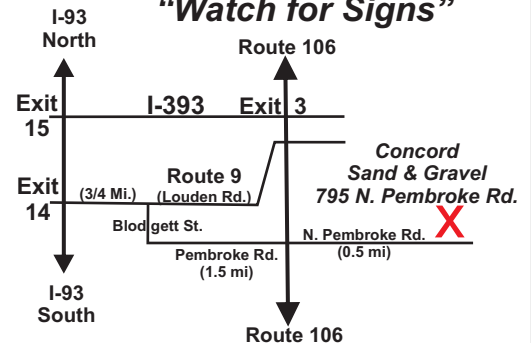 "Watch for Signs"
I-93
North
Route 106
Exit
15
I-393
Exit 3
Concord
Sand & Gravel
795 N. Pembroke Rd.
X
Route 9
(Louden Rd.)
Exit
14
(3/4 Mi.)
Blodgett St.
N. Pembroke Rd.
(0.5 mi)
Pembroke Rd.
(1.5 mi)
I-93
South
Route 106